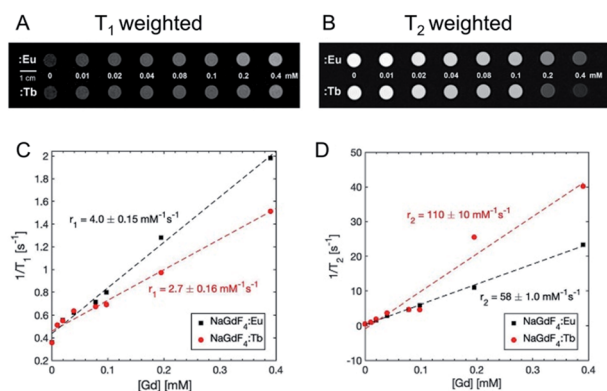 A T₁ weighted
:Eu
1 cm 0 0.01 0.02 0.04 0.08 0.1 0.2 0.4 mM
:Tb
B T₂ weighted
:Eu
0 0.01 0.02 0.04 0.08 0.1 0.2 0.4 mM
:Tb
C
2
1.8
1.6
1.4
1.2
1
0.8
0.6
0.4
0.2
1/T₁ [s⁻¹]
r₁ = 4.0 ± 0.15 mM⁻¹s⁻¹
r₁ = 2.7 ± 0.16 mM⁻¹s⁻¹
NaGdF₄:Eu
NaGdF₄:Tb
0 0.1 0.2 0.3 0.4
[Gd] [mM]
D
60
50
40
30
20
10
0
-10
1/T₂ [s⁻¹]
r₂ = 110 ± 10 mM⁻¹s⁻¹
r₂ = 58 ± 1.0 mM⁻¹s⁻¹
NaGdF₄:Eu
NaGdF₄:Tb
0 0.1 0.2 0.3 0.4
[Gd] [mM]